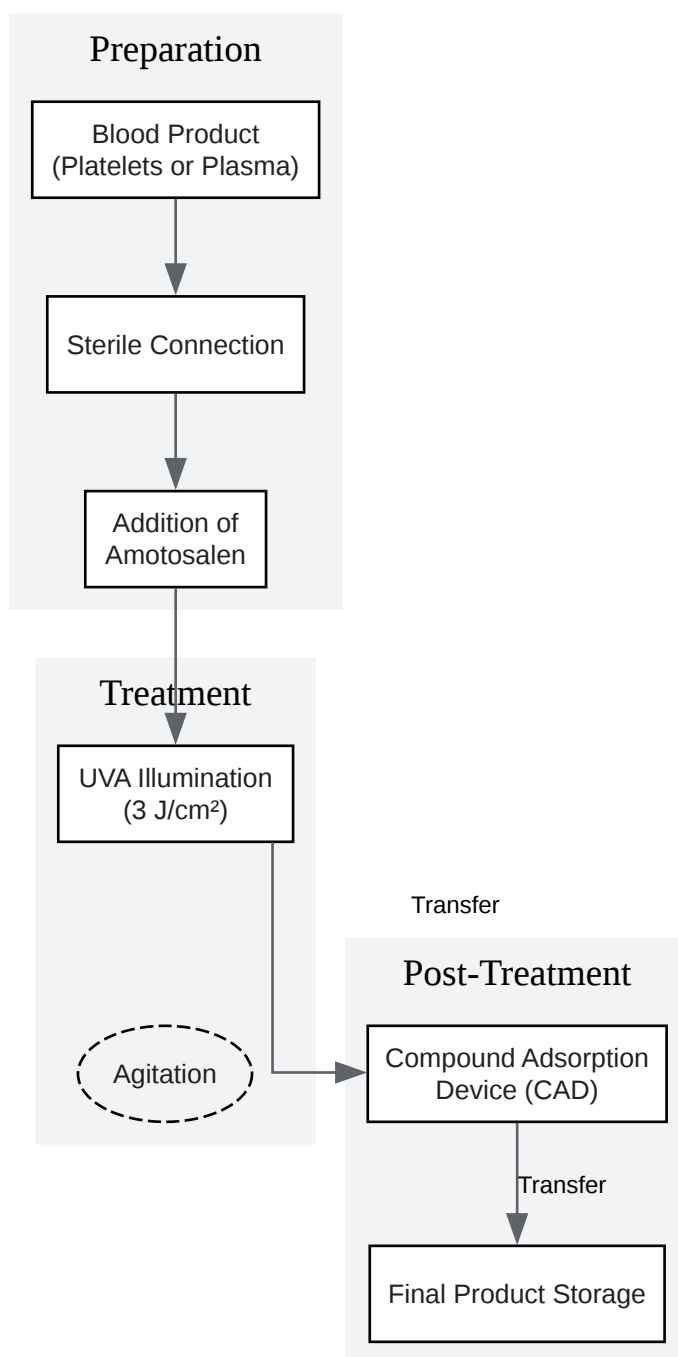 Preparation
Blood Product
(Platelets or Plasma)
Sterile Connection
Addition of
Amotosalen
Treatment
UVA Illumination
(3 J/cm²)
Transfer
Post-Treatment
Agitation
Compound Adsorption
Device (CAD)
Transfer
Final Product Storage